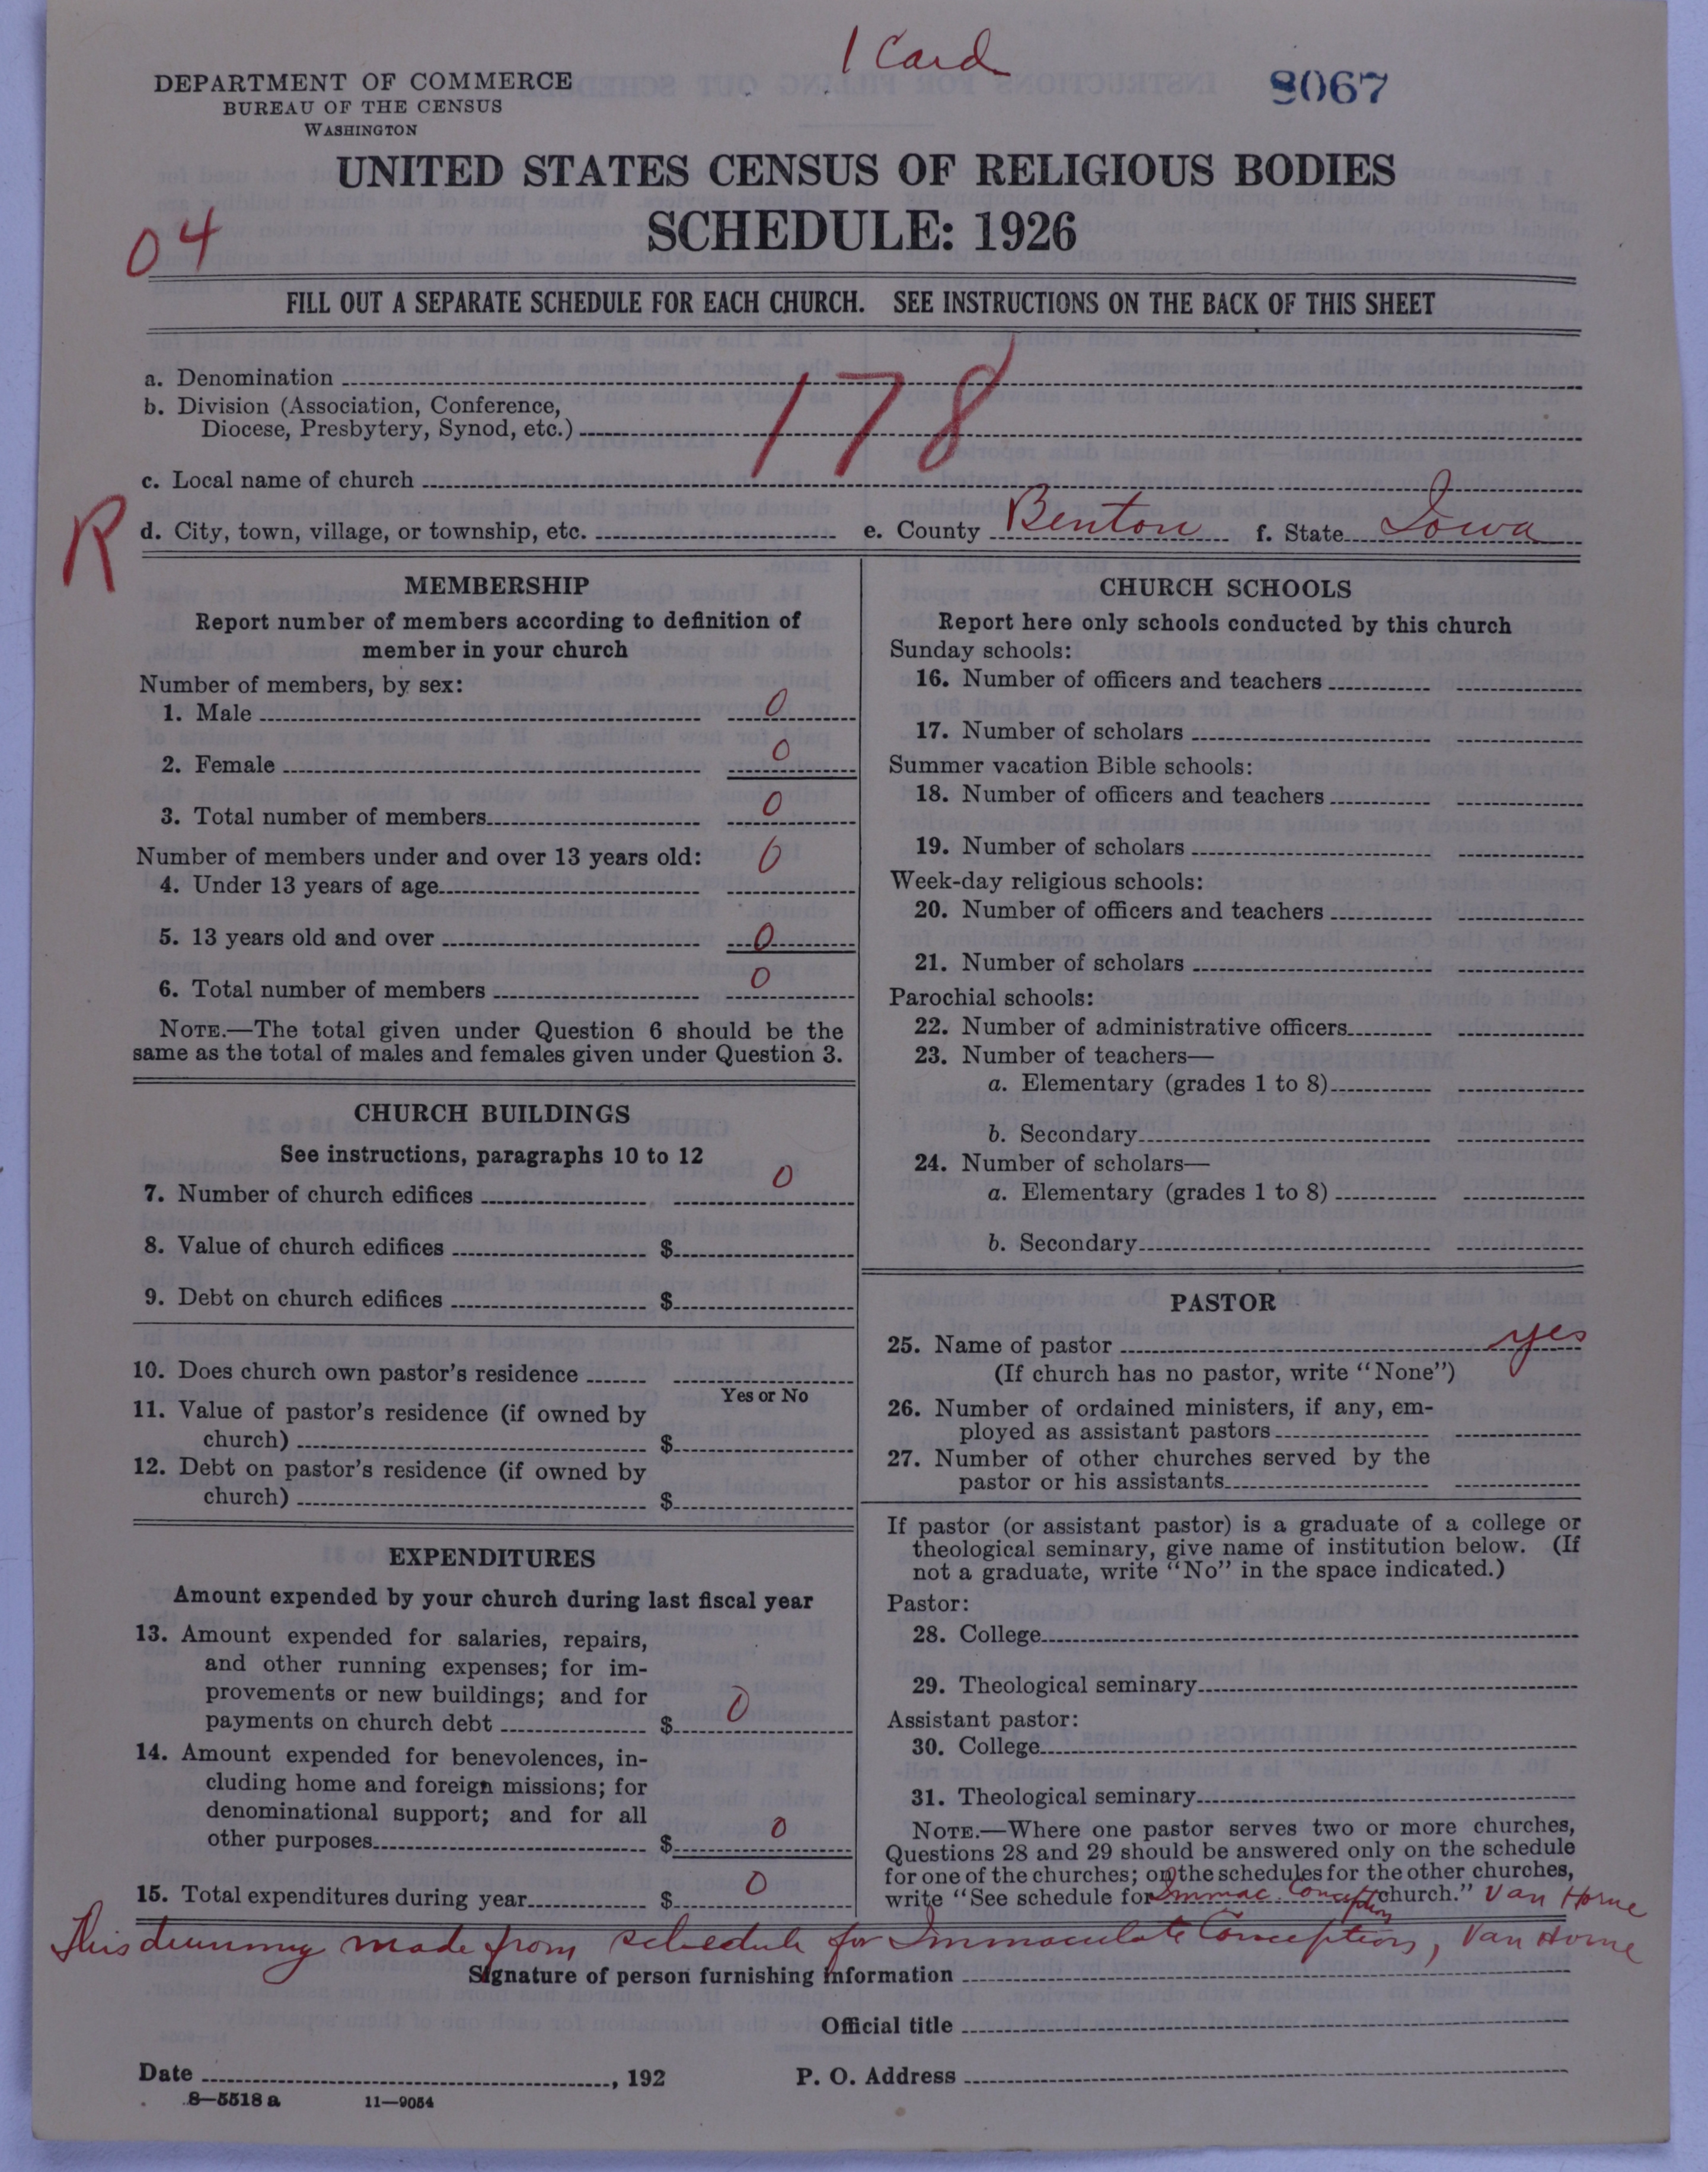 1 Card
DEPARTMENT OF COMMERCE
BUREAU OF THE CENSUS
WASHINGTON
8067
UNITED STATES CENSUS OF RELIGIOUS BODIES
SCHEDULE: 1926
04
FILL OUT A SEPARATE SCHEDULE FOR EACH CHURCH. SEE INSTRUCTIONS ON THE BACK OF THIS SHEET
a. Denomination
b. Division (Association, Conference,
Diocese, Presbytery, Synod, etc.)
178
c. Local name of church
R
d. City, town, village, or township, etc. e. County Benton f. State Iowa
MEMBERSHIP
Report number of members according to definition of
member in your church
Number of members, by sex:
1. Male 0
2. Female 0
3. Total number of members 0
Number of members under and over 13 years old:
4. Under 13 years of age 0
5. 13 years old and over 0
6. Total number of members 0
NOTE.—The total given under Question 6 should be the
same as the total of males and females given under Question 3.
CHURCH BUILDINGS
See instructions, paragraphs 10 to 12
7. Number of church edifices 0
8. Value of church edifices $
9. Debt on church edifices $
10. Does church own pastor's residence
Yes or No
11. Value of pastor's residence (if owned by
church) $
12. Debt on pastor's residence (if owned by
church) $
EXPENDITURES
Amount expended by your church during last fiscal year
13. Amount expended for salaries, repairs,
and other running expenses; for im-
provements or new buildings; and for
payments on church debt $ 0
14. Amount expended for benevolences, in-
cluding home and foreign missions; for
denominational support; and for all
other purposes $ 0
15. Total expenditures during year $ 0
CHURCH SCHOOLS
Report here only schools conducted by this church
Sunday schools:
16. Number of officers and teachers
17. Number of scholars
Summer vacation Bible schools:
18. Number of officers and teachers
19. Number of scholars
Week-day religious schools:
20. Number of officers and teachers
21. Number of scholars
Parochial schools:
22. Number of administrative officers
23. Number of teachers—
a. Elementary (grades 1 to 8)
b. Secondary
24. Number of scholars—
a. Elementary (grades 1 to 8)
b. Secondary
PASTOR
25. Name of pastor yes
(If church has no pastor, write "None")
26. Number of ordained ministers, if any, em-
ployed as assistant pastors
27. Number of other churches served by the
pastor or his assistants
If pastor (or assistant pastor) is a graduate of a college or
theological seminary, give name of institution below. (If
not a graduate, write "No" in the space indicated.)
Pastor:
28. College
29. Theological seminary
Assistant pastor:
30. College
31. Theological seminary
NOTE.—Where one pastor serves two or more churches,
Questions 28 and 29 should be answered only on the schedule
for one of the churches; on the schedules for the other churches,
write "See schedule for Immac. Conception church." Van Horne
This dummy made from schedule for Immaculate Conception, Van Horne
Signature of person furnishing information
Official title
Date , 192 P. O. Address
8—5518 a 11—9054